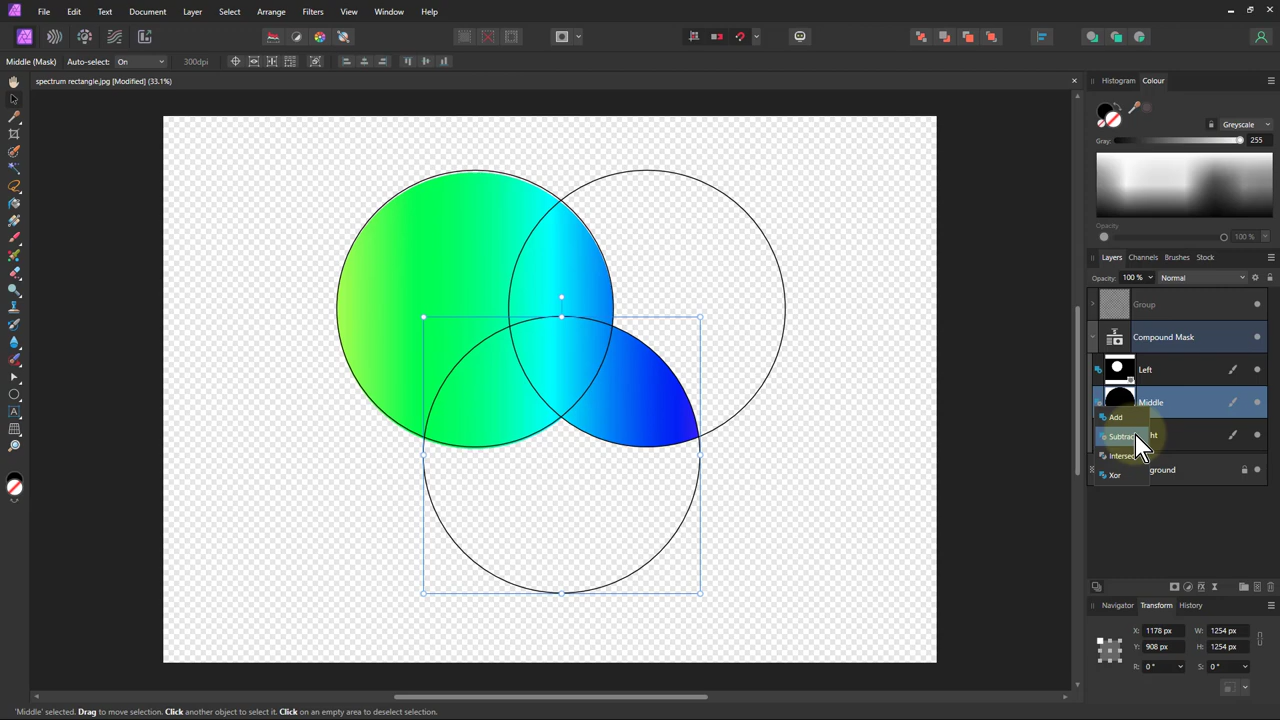 File Edit Text Document Layer Select Arrange Filters View Window Help
Middle (Mask) Auto-select: On 300dpi
spectrum rectangle.jpg [Modified] (33.1%)
Histogram Colour
Greyscale
Gray: 255
Opacity
100 %
Layers Channels Brushes Stock
Opacity: 100 % Normal
Group
Compound Mask
Left
Middle
Add
Subtract ht
Intersec
ground
Xor
Navigator Transform History
X: 1178 px W: 1254 px
Y: 908 px H: 1254 px
R: 0 ° S: 0 °
'Middle' selected. Drag to move selection. Click another object to select it. Click on an empty area to deselect selection.